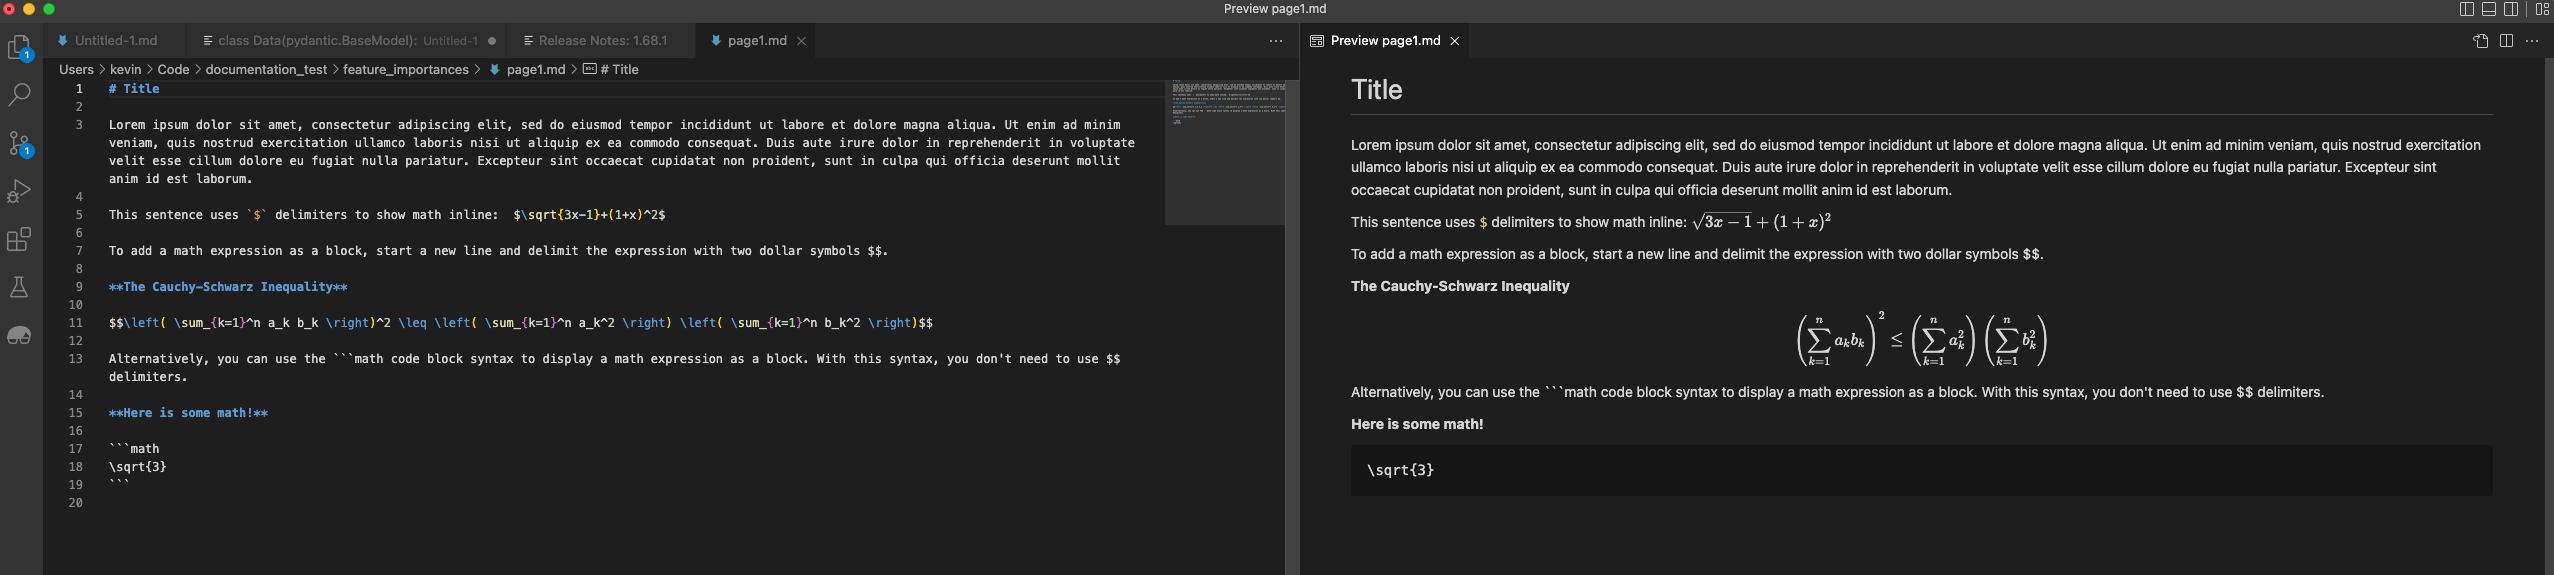 Preview page1.md
Untitled-1.md
class Data(pydantic.BaseModel): Untitled-1
Release Notes: 1.68.1
page1.md
Users > kevin > Code > documentation_test > feature_importances > page1.md > # Title
1
1
1 # Title
2
3 Lorem ipsum dolor sit amet, consectetur adipiscing elit, sed do eiusmod tempor incididunt ut labore et dolore magna aliqua. Ut enim ad minim
veniam, quis nostrud exercitation ullamco laboris nisi ut aliquip ex ea commodo consequat. Duis aute irure dolor in reprehenderit in voluptate
velit esse cillum dolore eu fugiat nulla pariatur. Excepteur sint occaecat cupidatat non proident, sunt in culpa qui officia deserunt mollit
anim id est laborum.
4
5 This sentence uses `$` delimiters to show math inline:  $\sqrt{3x-1}+(1+x)^2$
6
7 To add a math expression as a block, start a new line and delimit the expression with two dollar symbols $$.
8
9 **The Cauchy-Schwarz Inequality**
10
11 $$\left( \sum_{k=1}^n a_k b_k \right)^2 \leq \left( \sum_{k=1}^n a_k^2 \right) \left( \sum_{k=1}^n b_k^2 \right)$$
12
13 Alternatively, you can use the ```math code block syntax to display a math expression as a block. With this syntax, you don't need to use $$
delimiters.
14
15 **Here is some math!**
16
17 ```math
18 \sqrt{3}
19 ```
20
Preview page1.md
Title
Lorem ipsum dolor sit amet, consectetur adipiscing elit, sed do eiusmod tempor incididunt ut labore et dolore magna aliqua. Ut enim ad minim veniam, quis nostrud exercitation
ullamco laboris nisi ut aliquip ex ea commodo consequat. Duis aute irure dolor in reprehenderit in voluptate velit esse cillum dolore eu fugiat nulla pariatur. Excepteur sint
occaecat cupidatat non proident, sunt in culpa qui officia deserunt mollit anim id est laborum.
This sentence uses $ delimiters to show math inline: √(3x − 1) + (1 + x)²
To add a math expression as a block, start a new line and delimit the expression with two dollar symbols $$.
The Cauchy-Schwarz Inequality
(∑_{k=1}^n a_k b_k)² ≤ (∑_{k=1}^n a_k²) (∑_{k=1}^n b_k²)
Alternatively, you can use the ```math code block syntax to display a math expression as a block. With this syntax, you don't need to use $$ delimiters.
Here is some math!
\sqrt{3}